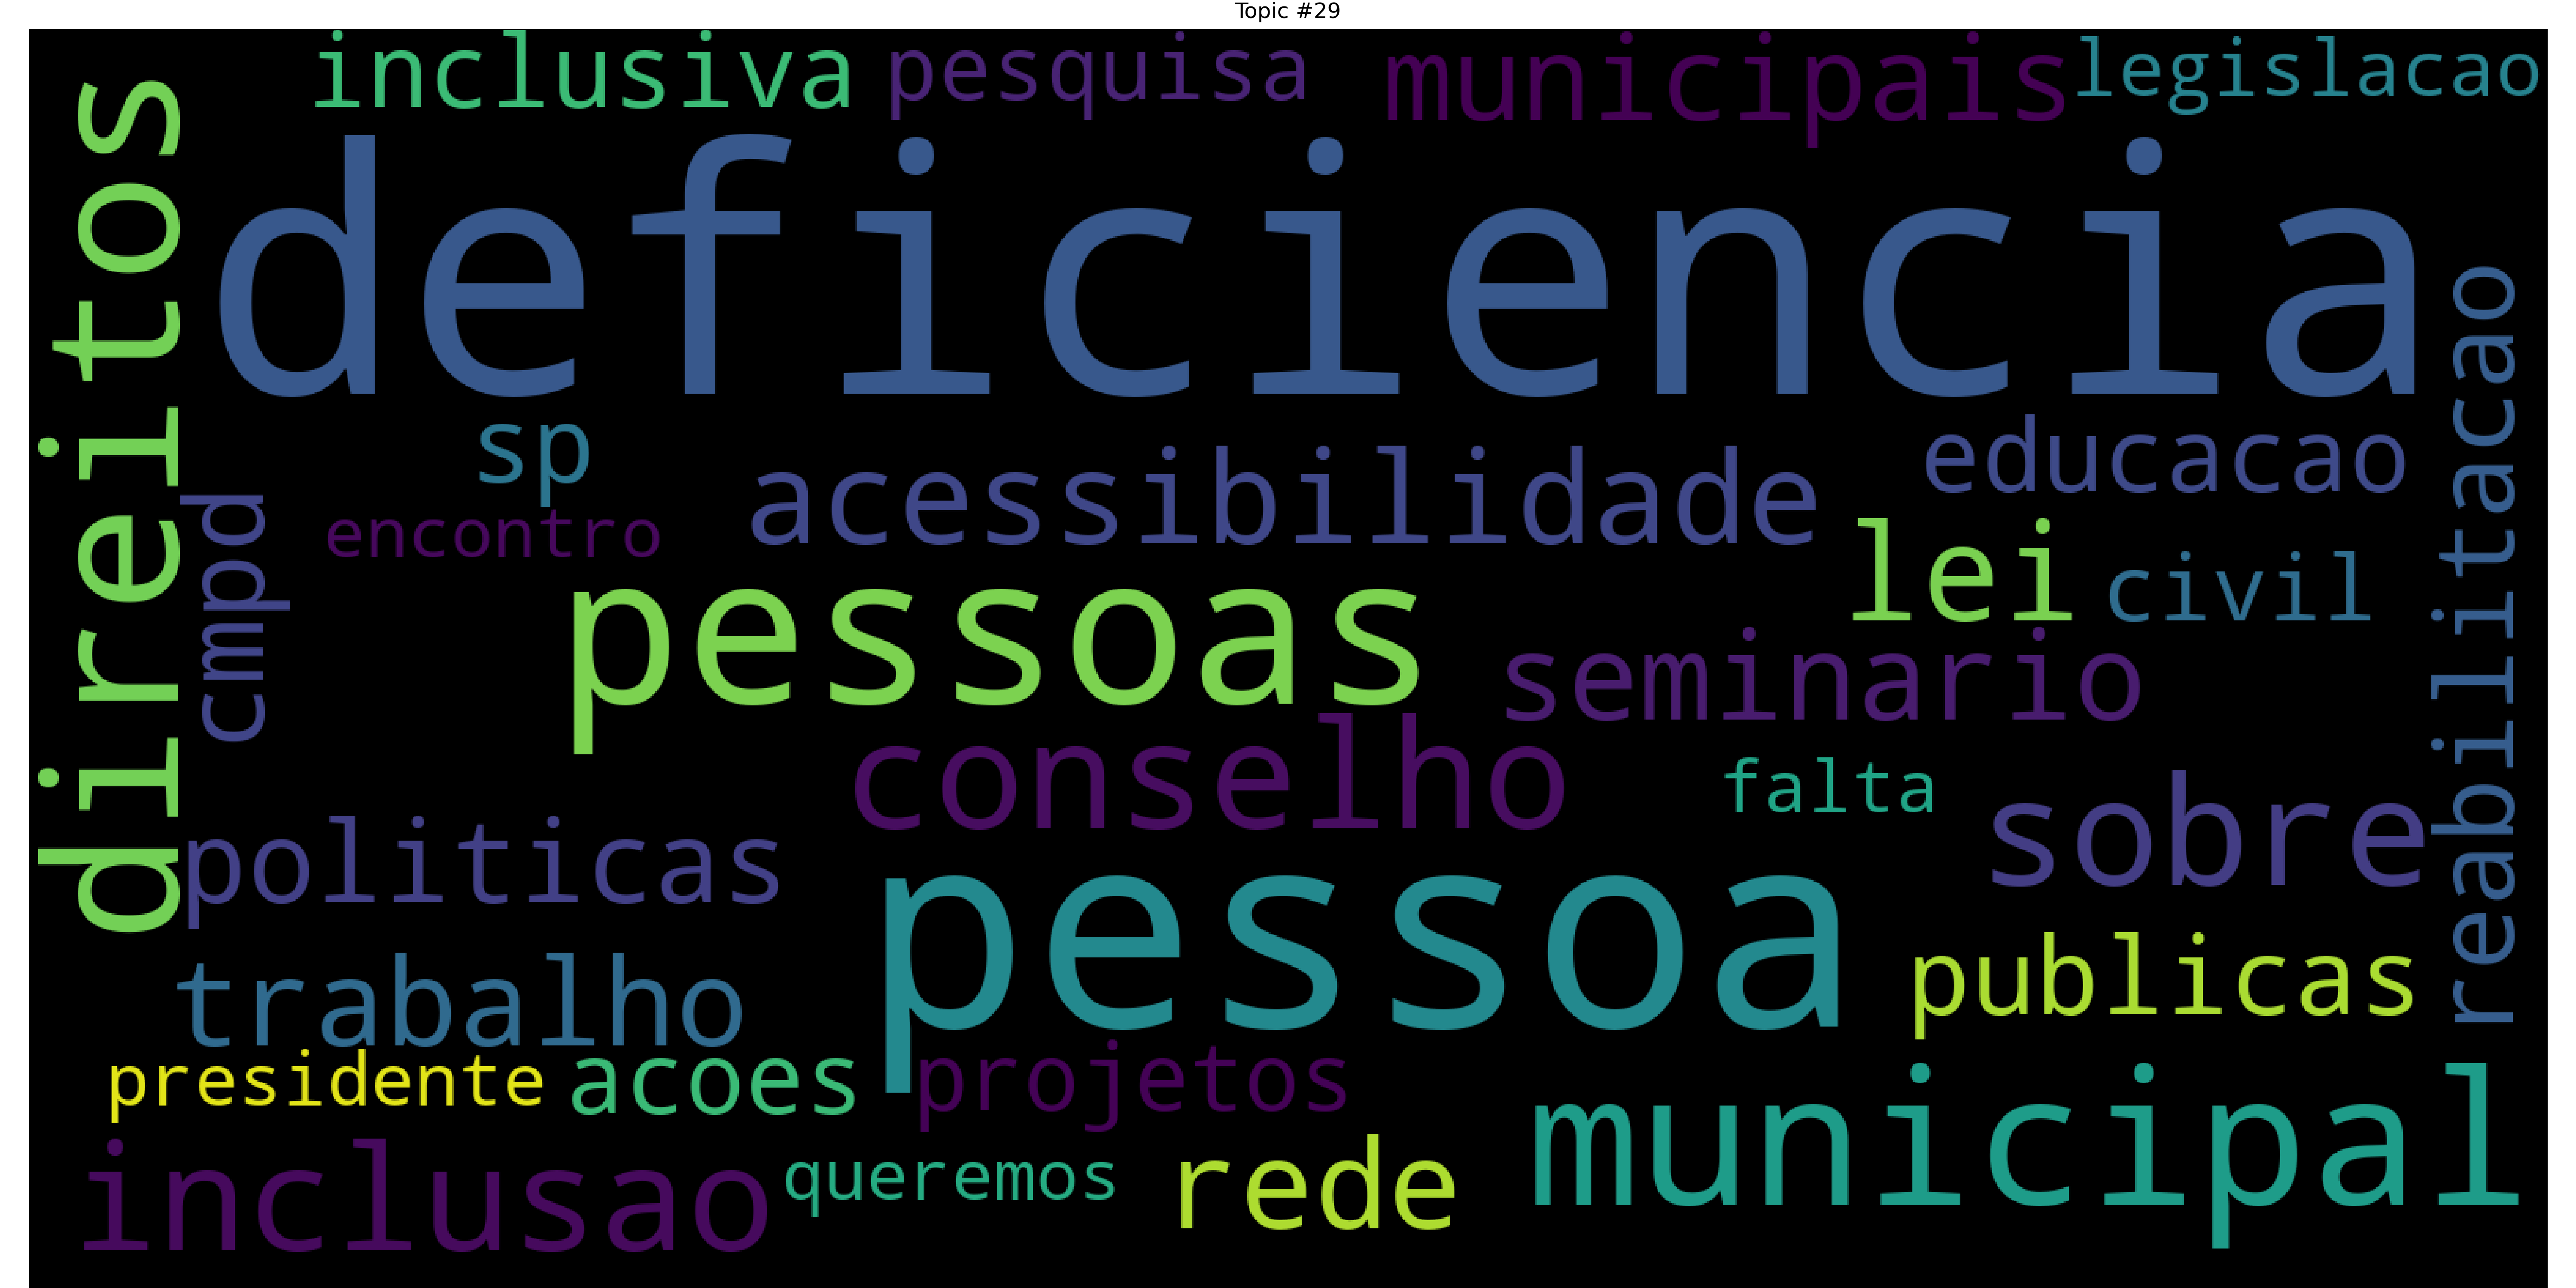 Topic #29
inclusiva pesquisa municipais legislacao
direitos
deficiencia
reabilitacao
sp
acessibilidade
educacao
cmpd
encontro
lei civil
pessoas
seminario
conselho
falta
politicas
sobre
pessoa
trabalho
publicas
presidente acoes projetos
municipal
inclusao queremos rede